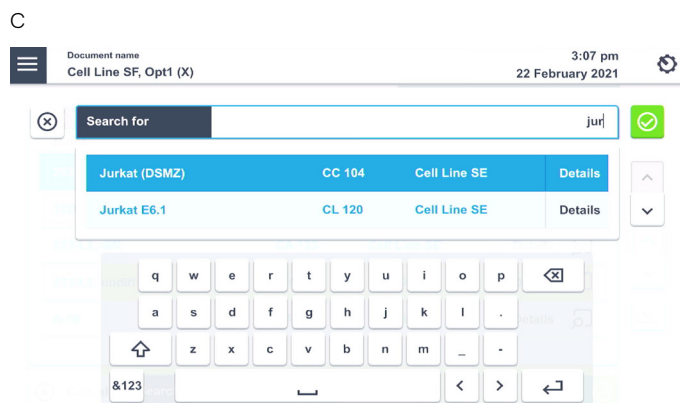 C
Document name
Cell Line SF, Opt1 (X)
3:07 pm
22 February 2021
Search for
jur
Jurkat (DSMZ) CC 104 Cell Line SE Details
Jurkat E6.1 CL 120 Cell Line SE Details
q w e r t y u i o p
a s d f g h j k l .
z x c v b n m _ -
&123 < >